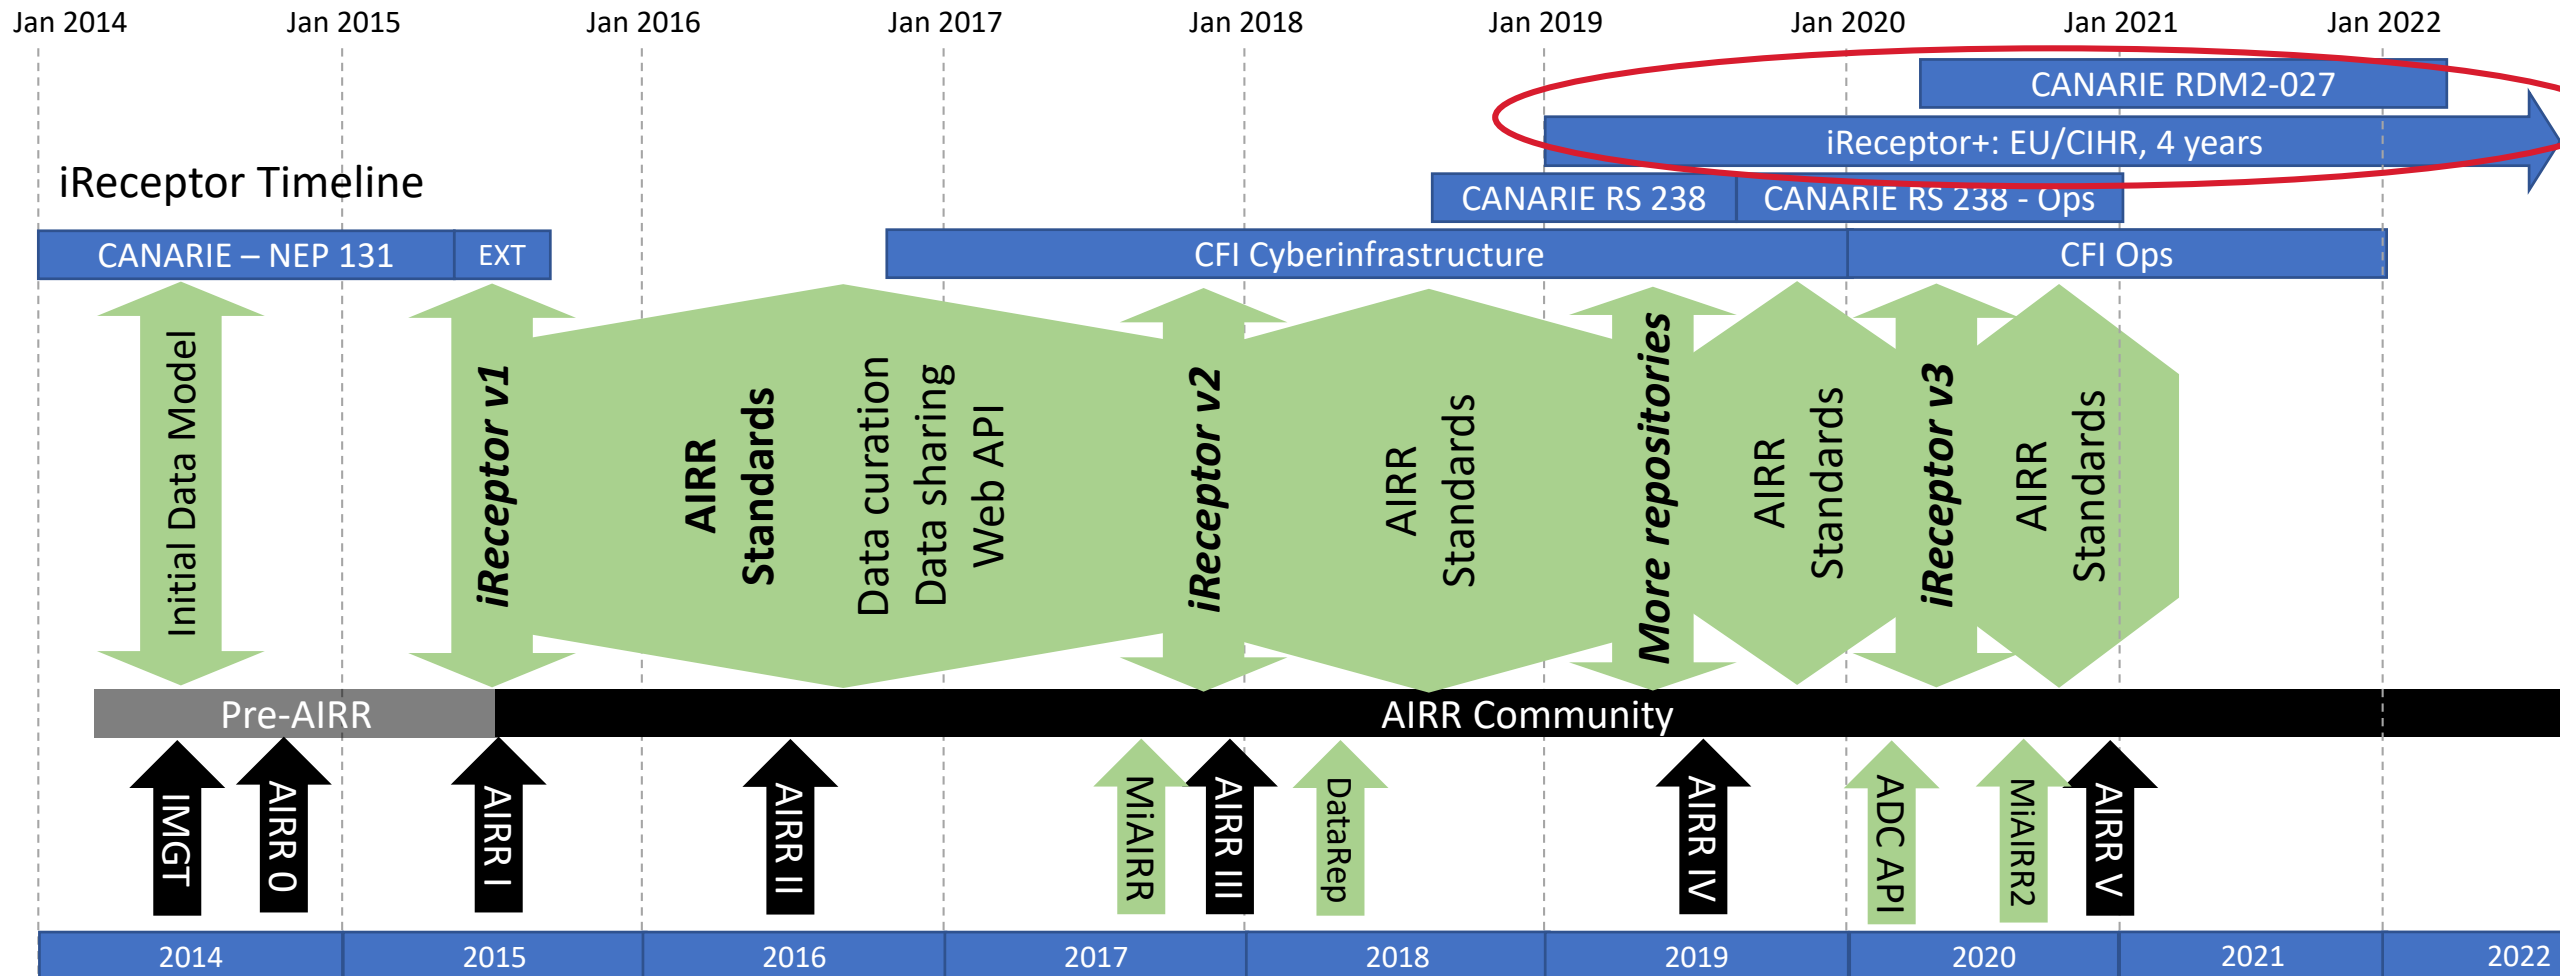 Jan 2014
Jan 2015
Jan 2016
Jan 2017
Jan 2018
Jan 2019
Jan 2020
Jan 2021
Jan 2022
CANARIE RDM2-027
iReceptor+: EU/CIHR, 4 years
iReceptor Timeline
CANARIE RS 238
CANARIE RS 238 - Ops
CANARIE – NEP 131
EXT
CFI Cyberinfrastructure
CFI Ops
Initial Data Model
iReceptor v1
AIRR
Standards
Data curation
Data sharing
Web API
iReceptor v2
AIRR
Standards
More repositories
AIRR
Standards
iReceptor v3
AIRR
Standards
Pre-AIRR
AIRR Community
IMGT
AIRR 0
AIRR I
AIRR II
MiAIRR
AIRR III
DataRep
AIRR IV
ADC API
MiAIRR2
AIRR V
2014
2015
2016
2017
2018
2019
2020
2021
2022